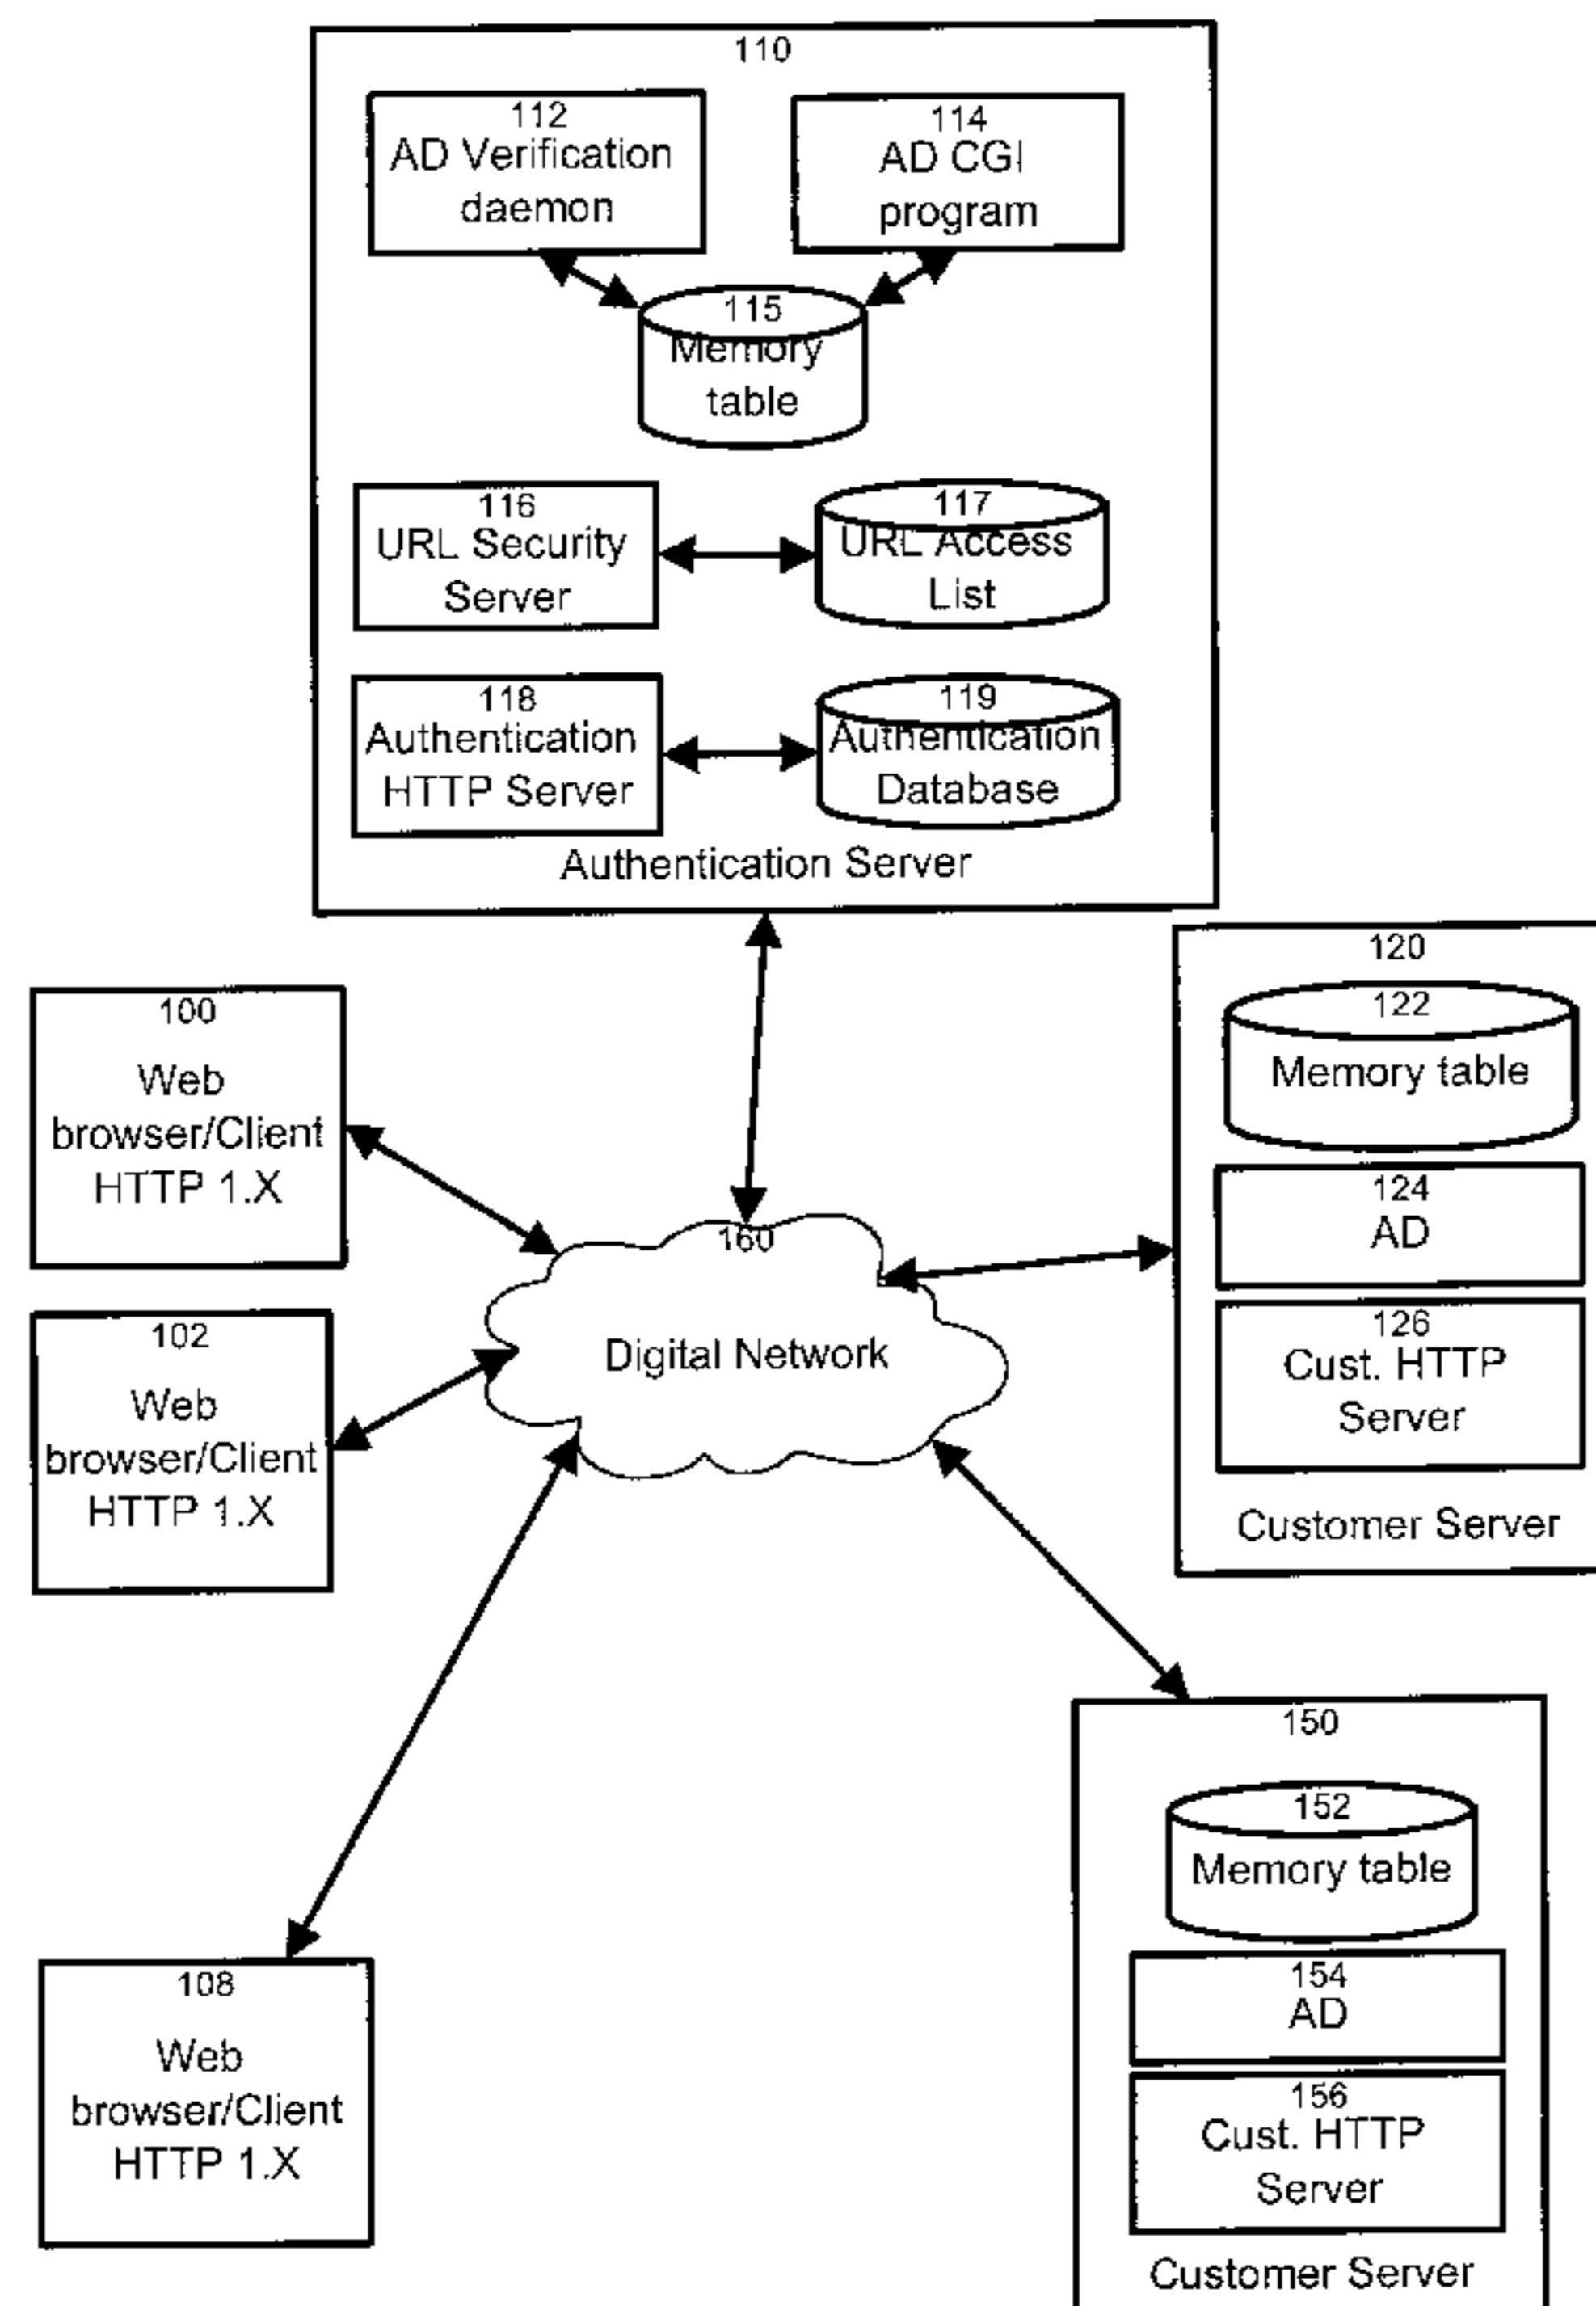 110
112
AD Verification
daemon
114
AD CGI
program
115
Memory
table
116
URL Security
Server
117
URL Access
List
118
Authentication
HTTP Server
119
Authentication
Database
Authentication Server
100
Web
browser/Client
HTTP 1.X
102
Web
browser/Client
HTTP 1.X
160
Digital Network
120
122
Memory table
124
AD
126
Cust. HTTP
Server
Customer Server
108
Web
browser/Client
HTTP 1.X
150
152
Memory table
154
AD
156
Cust. HTTP
Server
Customer Server